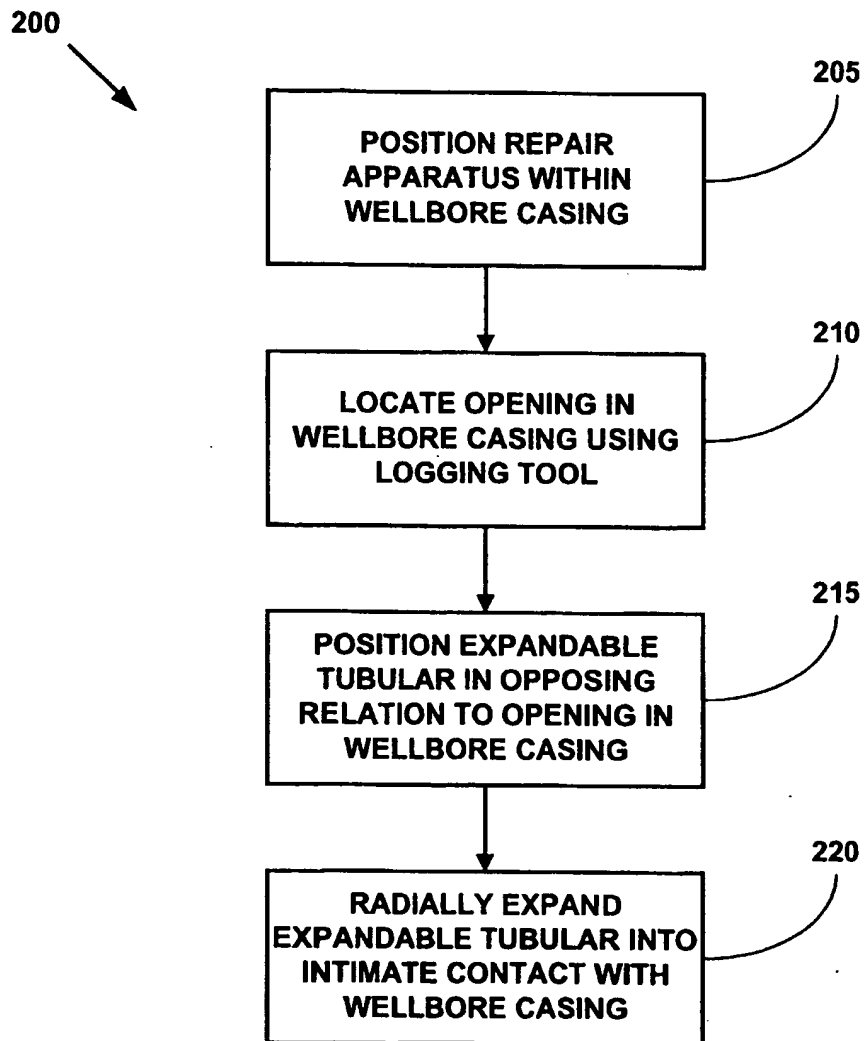 200
205
POSITION REPAIR
APPARATUS WITHIN
WELLBORE CASING
210
LOCATE OPENING IN
WELLBORE CASING USING
LOGGING TOOL
215
POSITION EXPANDABLE
TUBULAR IN OPPOSING
RELATION TO OPENING IN
WELLBORE CASING
220
RADIALLY EXPAND
EXPANDABLE TUBULAR INTO
INTIMATE CONTACT WITH
WELLBORE CASING